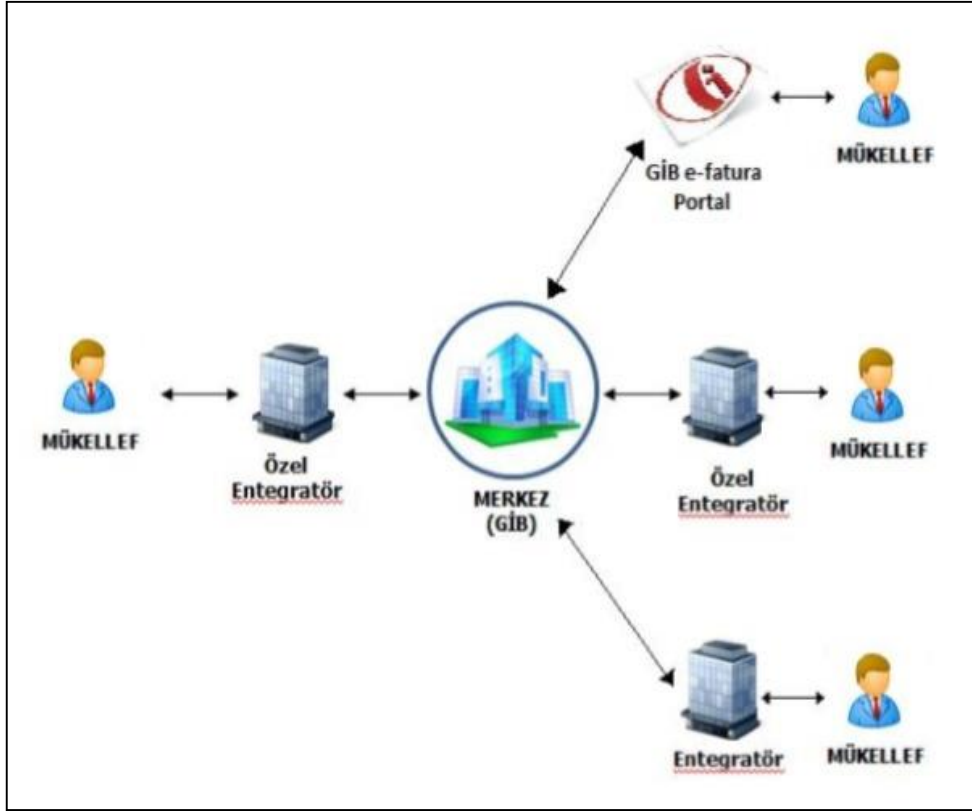 MÜKELLEF
GİB e-fatura
Portal
MÜKELLEF
Özel
Entegratör
MERKEZ
(GİB)
Özel
Entegratör
MÜKELLEF
Entegratör
MÜKELLEF